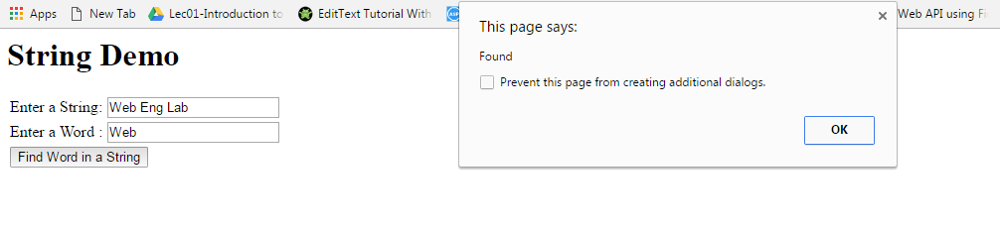 Apps New Tab Lec01-Introduction to EditText Tutorial With ASP Web API using Fi
This page says:
Found
Prevent this page from creating additional dialogs.
OK
String Demo
Enter a String: Web Eng Lab
Enter a Word : Web
Find Word in a String